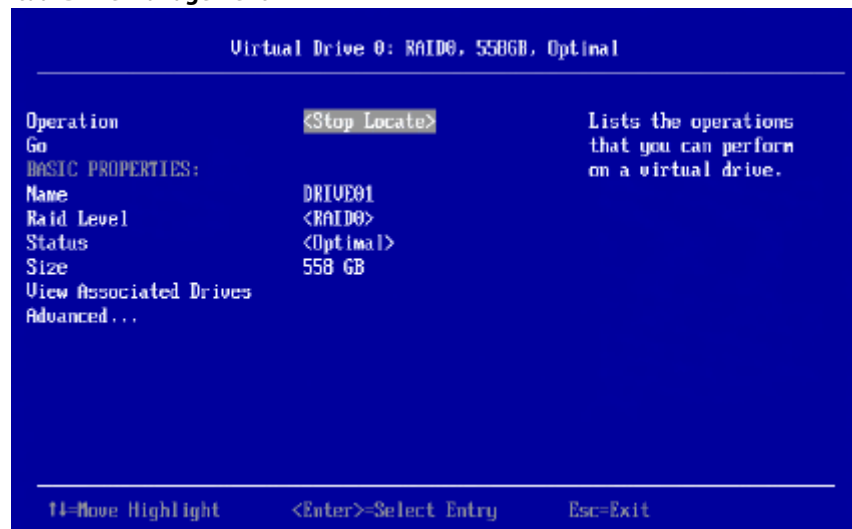 Virtual Drive 0: RAID0, 558GB, Optimal
Operation <Stop Locate> Lists the operations
Go that you can perform
BASIC PROPERTIES: on a virtual drive.
Name DRIVE01
Raid Level <RAID0>
Status <Optimal>
Size 558 GB
View Associated Drives
Advanced...
↑↓=Move Highlight <Enter>=Select Entry Esc=Exit